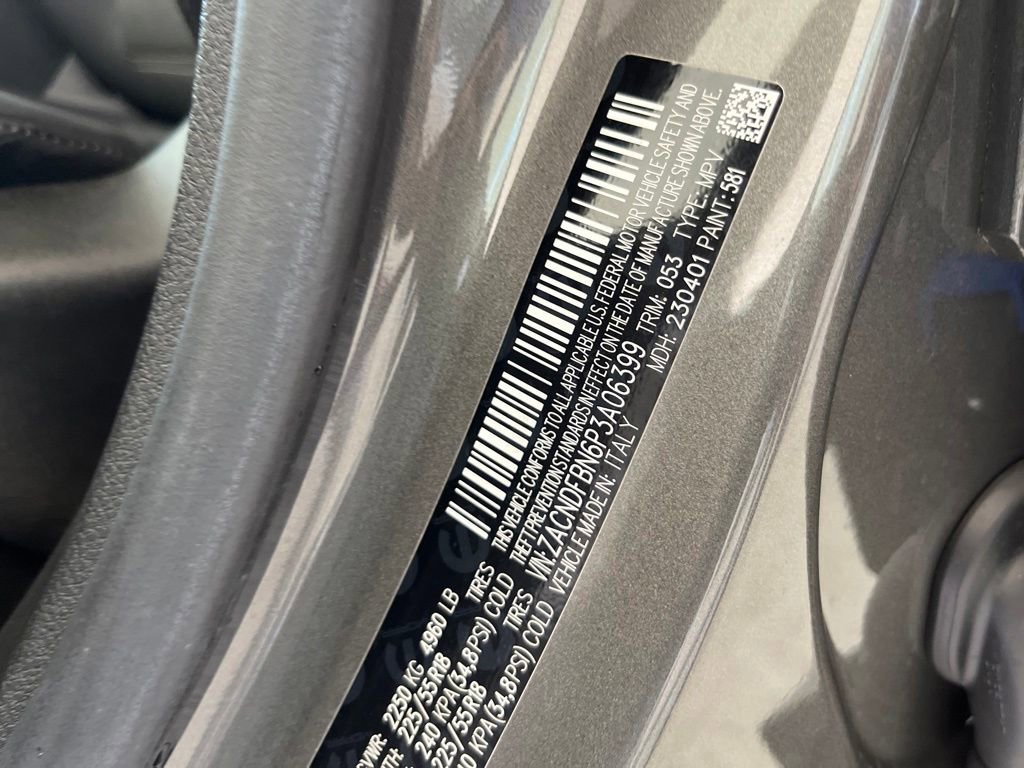 GVWR: 2250 KG 4960 LB
225/55R18 TIRES
240 KPA(34,8PSI) COLD
225/55R18 TIRES
KPA(34,8PSI) COLD
THIS VEHICLE CONFORMS TO ALL APPLICABLE U.S. FEDERAL MOTOR VEHICLE SAFETY AND
THEFT PREVENTION STANDARDS IN EFFECT ON THE DATE OF MANUFACTURE SHOWN ABOVE.
VIN: ZACNDFBN6P3A06399 TRIM: 053 TYPE: MPV
VEHICLE MADE IN: ITALY MDH: 230401 PAINT: 581